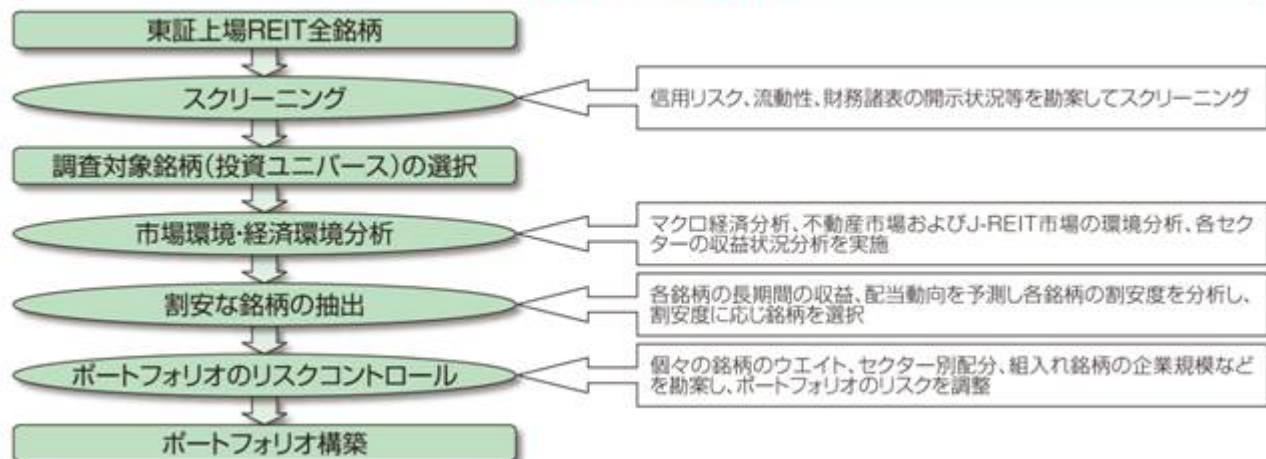 東証上場REIT全銘柄
スクリーニング
信用リスク、流動性、財務諸表の開示状況等を勘案してスクリーニング
調査対象銘柄(投資ユニバース)の選択
市場環境・経済環境分析
マクロ経済分析、不動産市場およびJ-REIT市場の環境分析、各セク
ターの収益状況分析を実施
割安な銘柄の抽出
各銘柄の長期間の収益、配当動向を予測し各銘柄の割安度を分析し、
割安度に応じ銘柄を選択
ポートフォリオのリスクコントロール
個々の銘柄のウエイト、セクター別配分、組入れ銘柄の企業規模など
を勘案し、ポートフォリオのリスクを調整
ポートフォリオ構築